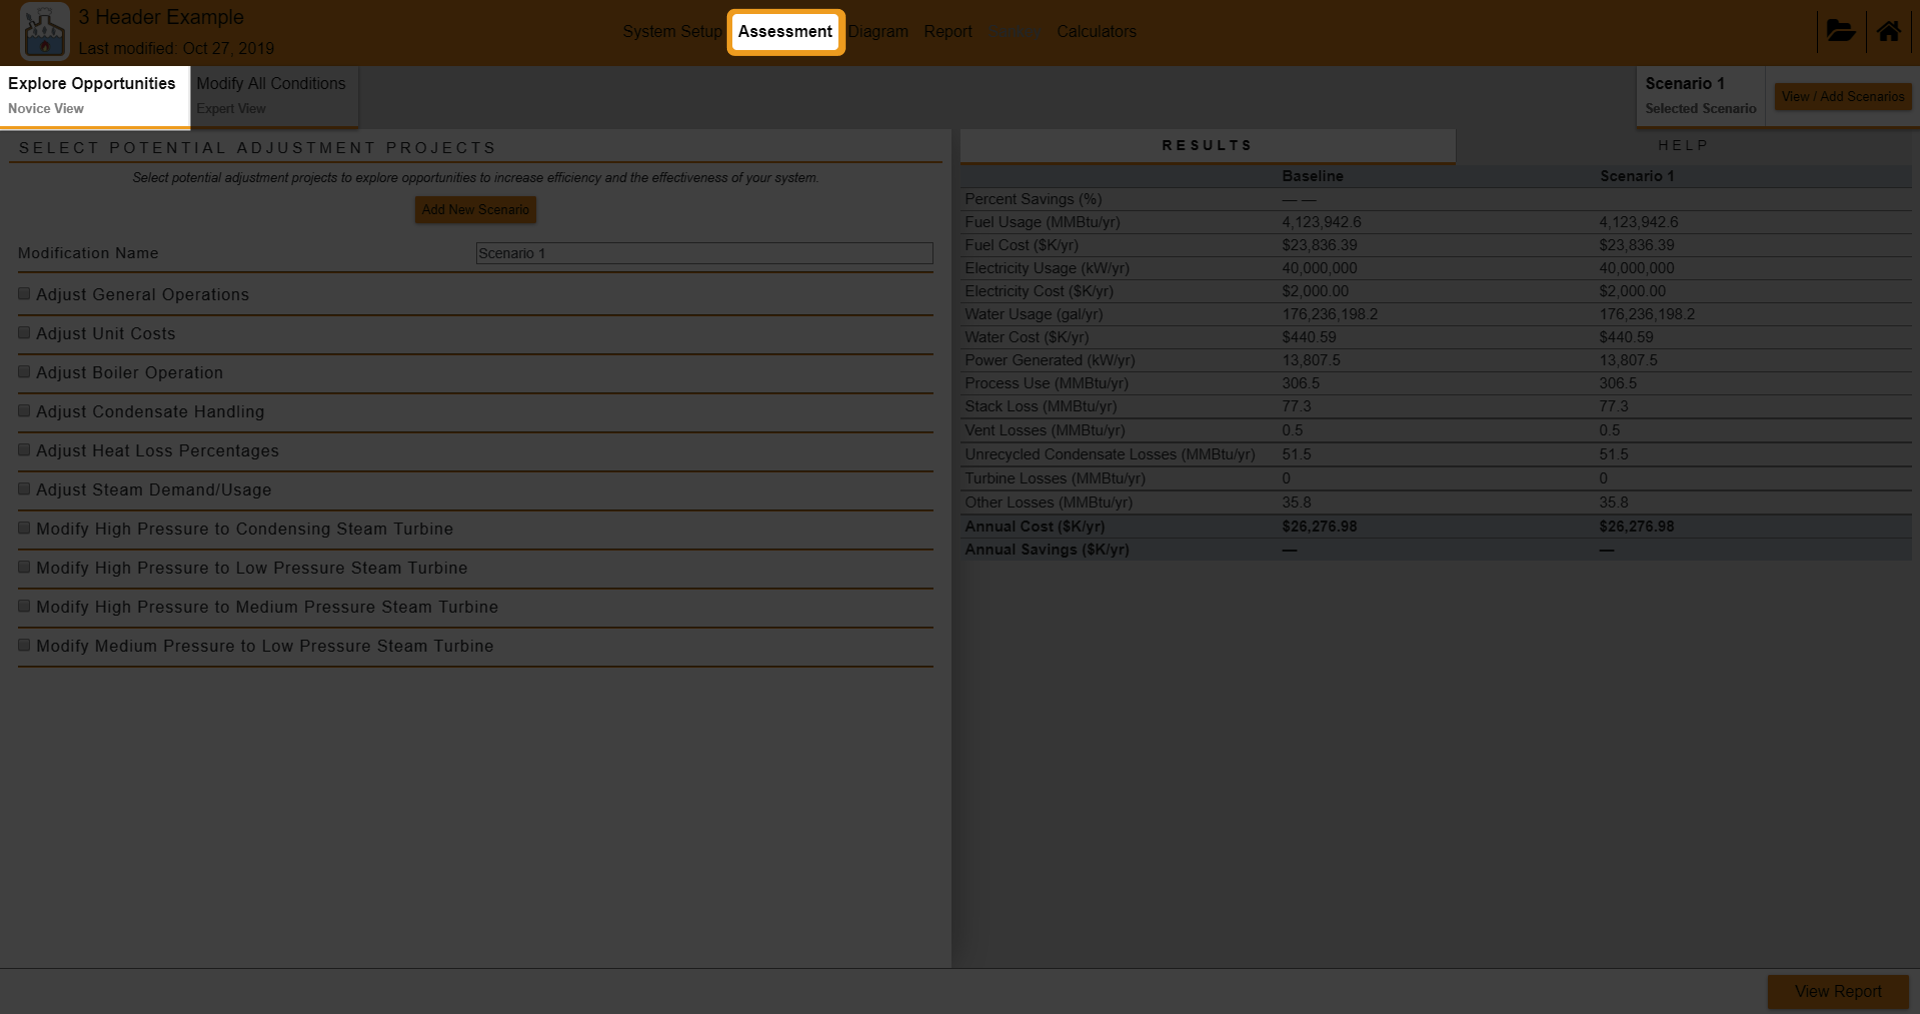 3 Header Example
Last modified: Oct 27, 2019
System Setup Assessment Diagram Report Calculators
Explore Opportunities
Novice View
Modify All Conditions
Expert View
Scenario 1
Selected Scenario
View / Add Scenarios
SELECT POTENTIAL ADJUSTMENT PROJECTS
Select potential adjustment projects to explore opportunities to increase efficiency and the effectiveness of your system.
Add New Scenario
Modification Name Scenario 1
Adjust General Operations
Adjust Unit Costs
Adjust Boiler Operation
Adjust Condensate Handling
Adjust Heat Loss Percentages
Adjust Steam Demand/Usage
Modify High Pressure to Condensing Steam Turbine
Modify High Pressure to Low Pressure Steam Turbine
Modify High Pressure to Medium Pressure Steam Turbine
Modify Medium Pressure to Low Pressure Steam Turbine
RESULTS HELP
Baseline Scenario 1
Percent Savings (%) — —
Fuel Usage (MMBtu/yr) 4,123,942.6 4,123,942.6
Fuel Cost ($K/yr) $23,836.39 $23,836.39
Electricity Usage (kW/yr) 40,000,000 40,000,000
Electricity Cost ($K/yr) $2,000.00 $2,000.00
Water Usage (gal/yr) 176,236,198.2 176,236,198.2
Water Cost ($K/yr) $440.59 $440.59
Power Generated (kW/yr) 13,807.5 13,807.5
Process Use (MMBtu/yr) 306.5 306.5
Stack Loss (MMBtu/yr) 77.3 77.3
Vent Losses (MMBtu/yr) 0.5 0.5
Unrecycled Condensate Losses (MMBtu/yr) 51.5 51.5
Turbine Losses (MMBtu/yr) 0 0
Other Losses (MMBtu/yr) 35.8 35.8
Annual Cost ($K/yr) $26,276.98 $26,276.98
Annual Savings ($K/yr) — —
View Report